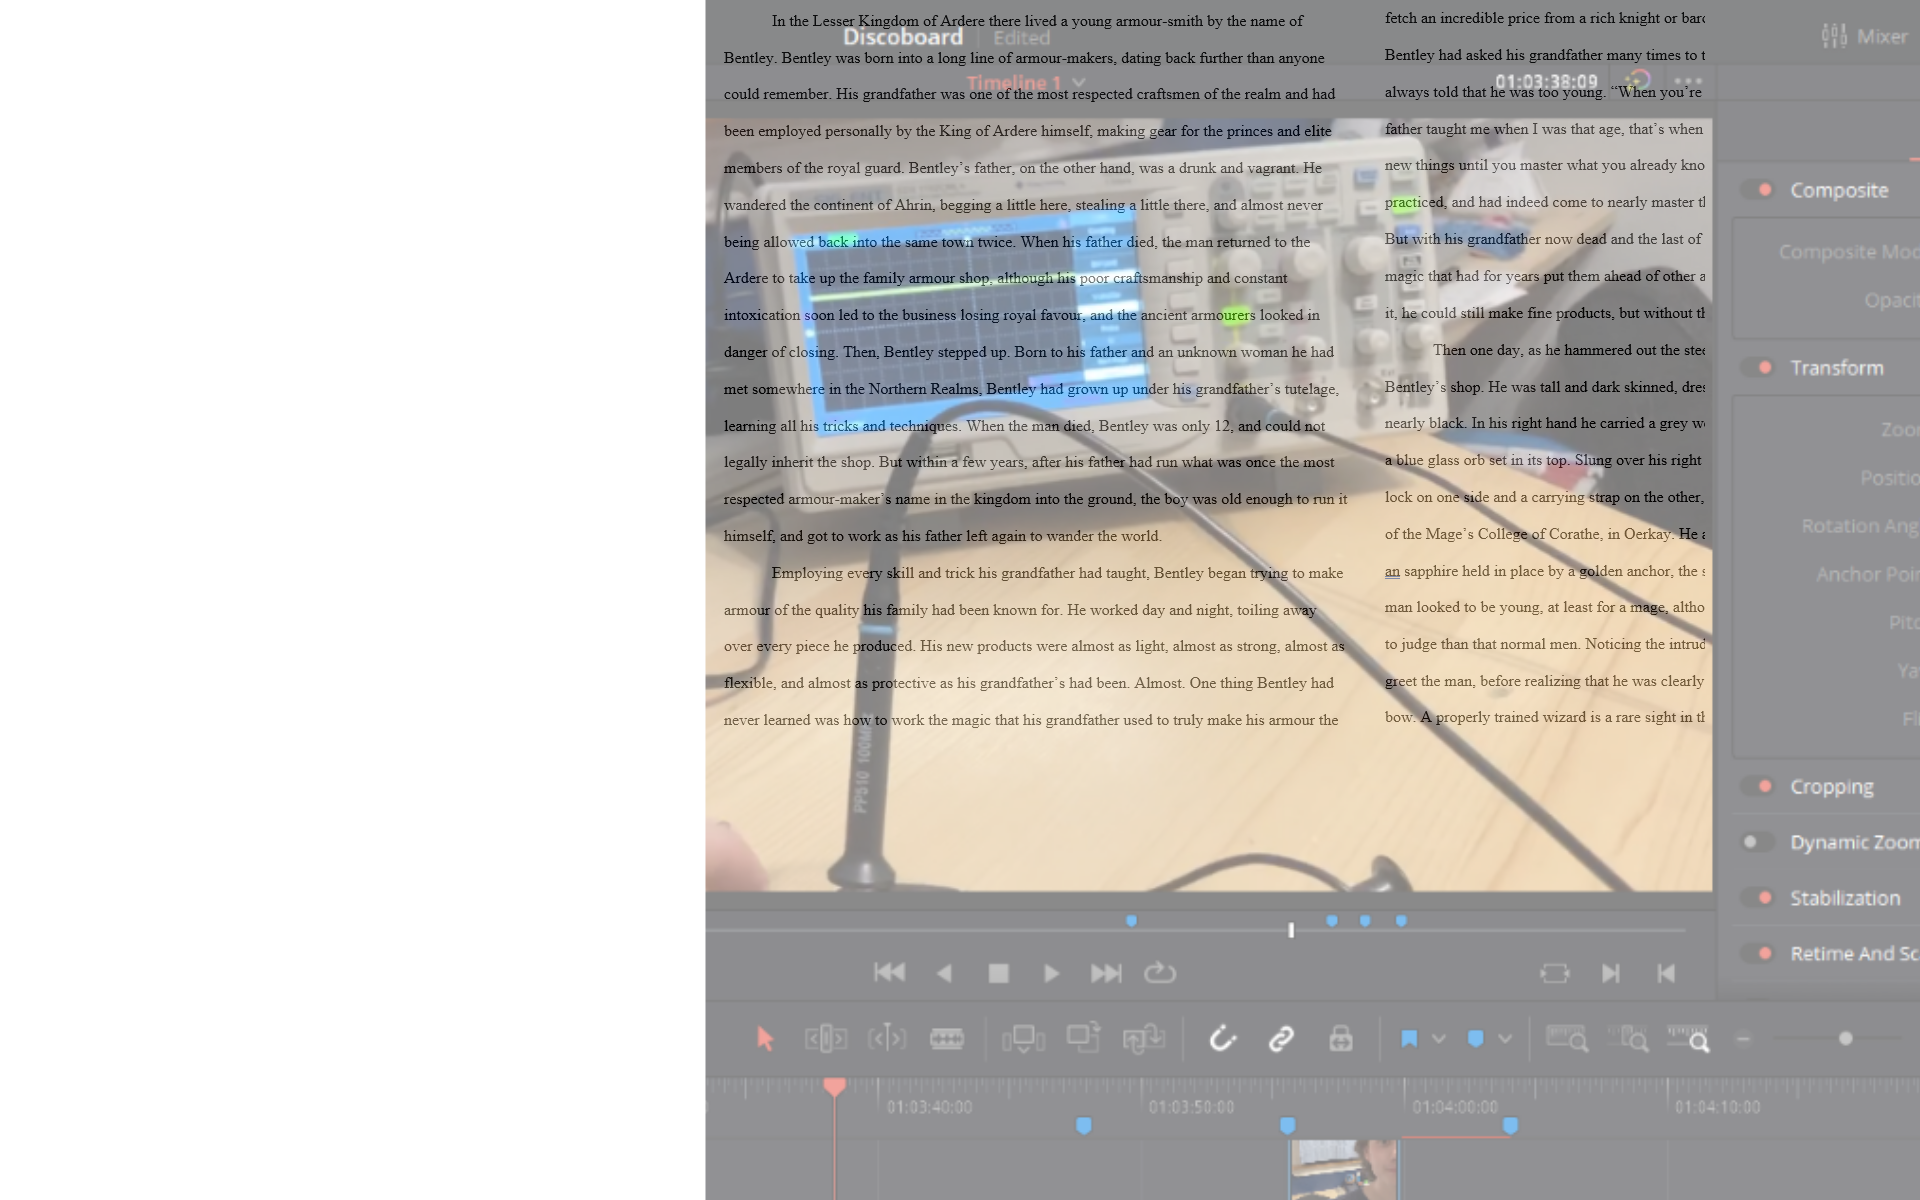 In the Lesser Kingdom of Ardere there lived a young armour-smith by the name of
Bentley. Bentley was born into a long line of armour-makers, dating back further than anyone
could remember. His grandfather was one of the most respected craftsmen of the realm and had
been employed personally by the King of Ardere himself, making gear for the princes and elite
members of the royal guard. Bentley’s father, on the other hand, was a drunk and vagrant. He
wandered the continent of Ahrin, begging a little here, stealing a little there, and almost never
being allowed back into the same town twice. When his father died, the man returned to the
Ardere to take up the family armour shop, although his poor craftsmanship and constant
intoxication soon led to the business losing royal favour, and the ancient armourers looked in
danger of closing. Then, Bentley stepped up. Born to his father and an unknown woman he had
met somewhere in the Northern Realms, Bentley had grown up under his grandfather’s tutelage,
learning all his tricks and techniques. When the man died, Bentley was only 12, and could not
legally inherit the shop. But within a few years, after his father had run what was once the most
respected armour-maker’s name in the kingdom into the ground, the boy was old enough to run it
himself, and got to work as his father left again to wander the world.
Employing every skill and trick his grandfather had taught, Bentley began trying to make
armour of the quality his family had been known for. He worked day and night, toiling away
over every piece he produced. His new products were almost as light, almost as strong, almost as
flexible, and almost as protective as his grandfather’s had been. Almost. One thing Bentley had
never learned was how to work the magic that his grandfather used to truly make his armour the
fetch an incredible price from a rich knight or
Bentley had asked his grandfather many times to
always told that he was too young. “When you’re
father taught me when I was that age, that’s when
new things until you master what you already
practiced, and had indeed come to nearly master
But with his grandfather now dead and the last of
magic that had for years put them ahead of other
it, he could still make fine products, but without
Then one day, as he hammered out the
Bentley’s shop. He was tall and dark skinned,
nearly black. In his right hand he carried a grey
a blue glass orb set in its top. Slung over his right
lock on one side and a carrying strap on the other,
of the Mage’s College of Corathe, in Oerkay. He
an sapphire held in place by a golden anchor, the
man looked to be young, at least for a mage,
to judge than that normal men. Noticing the
greet the man, before realizing that he was clearly
bow. A properly trained wizard is a rare sight in
Discoboard Edited
Mixer
Timeline 1
01:03:38:09
Composite
Composite
Transform
Rotation
Anchor
Cropping
Dynamic Zoom
Stabilization
Retime And
PP510 100MHz
01:03:40:00 01:03:50:00 01:04:00:00 01:04:10:00